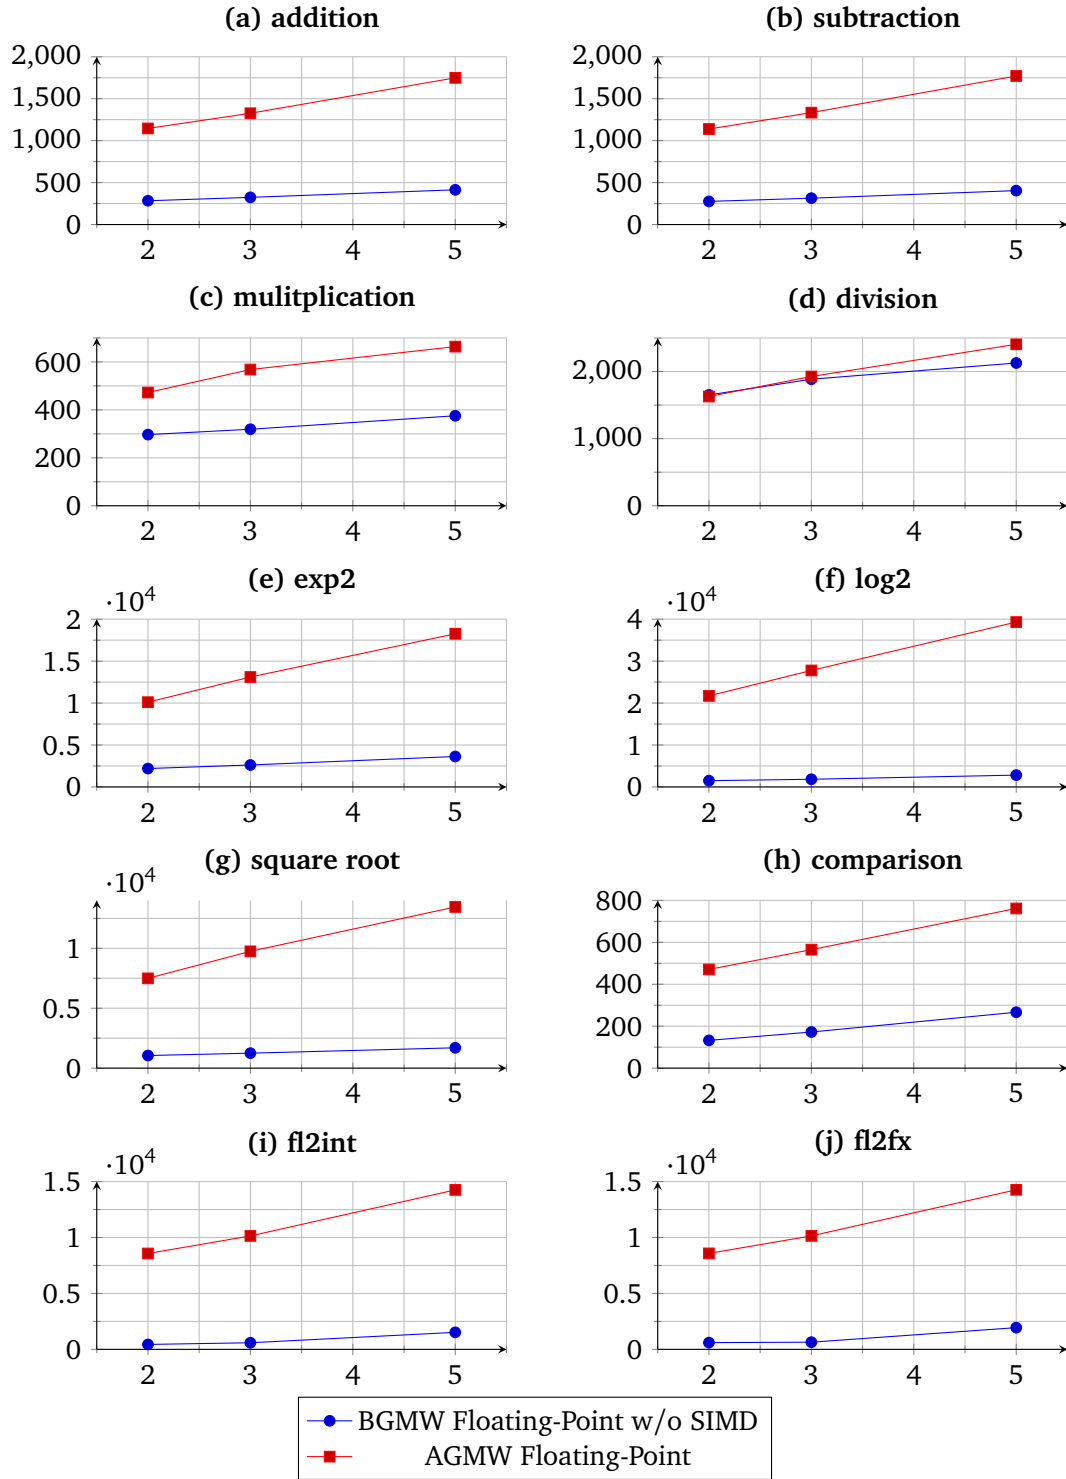 (a) addition
(b) subtraction
2,000
1,500
1,000
500
0
2 3 4 5
2,000
1,500
1,000
500
0
2 3 4 5
(c) mulitplication
(d) division
600
400
200
0
2 3 4 5
2,000
1,000
0
2 3 4 5
(e) exp2
(f) log2
·10^4
2
1.5
1
0.5
0
2 3 4 5
·10^4
4
3
2
1
0
2 3 4 5
(g) square root
(h) comparison
·10^4
1
0.5
0
2 3 4 5
800
600
400
200
0
2 3 4 5
(i) fl2int
(j) fl2fx
·10^4
1.5
1
0.5
0
2 3 4 5
·10^4
1.5
1
0.5
0
2 3 4 5
BGMW Floating-Point w/o SIMD
AGMW Floating-Point